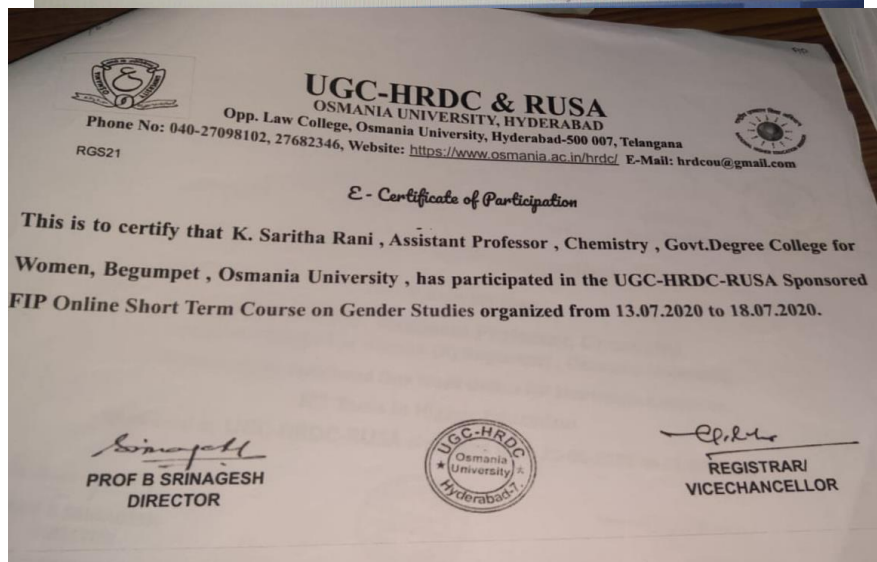 UGC-HRDC & RUSA
OSMANIA UNIVERSITY, HYDERABAD
Opp. Law College, Osmania University, Hyderabad-500 007, Telangana
Phone No: 040-27098102, 27682346, Website: https://www.osmania.ac.in/hrdc/ E-Mail: hrdcou@gmail.com
RGS21
E - Certificate of Participation
This is to certify that K. Saritha Rani , Assistant Professor , Chemistry , Govt.Degree College for
Women, Begumpet , Osmania University , has participated in the UGC-HRDC-RUSA Sponsored
FIP Online Short Term Course on Gender Studies organized from 13.07.2020 to 18.07.2020.
PROF B SRINAGESH
DIRECTOR
UGC-HRDC
Osmania
University
Hyderabad-7.
REGISTRAR/
VICECHANCELLOR